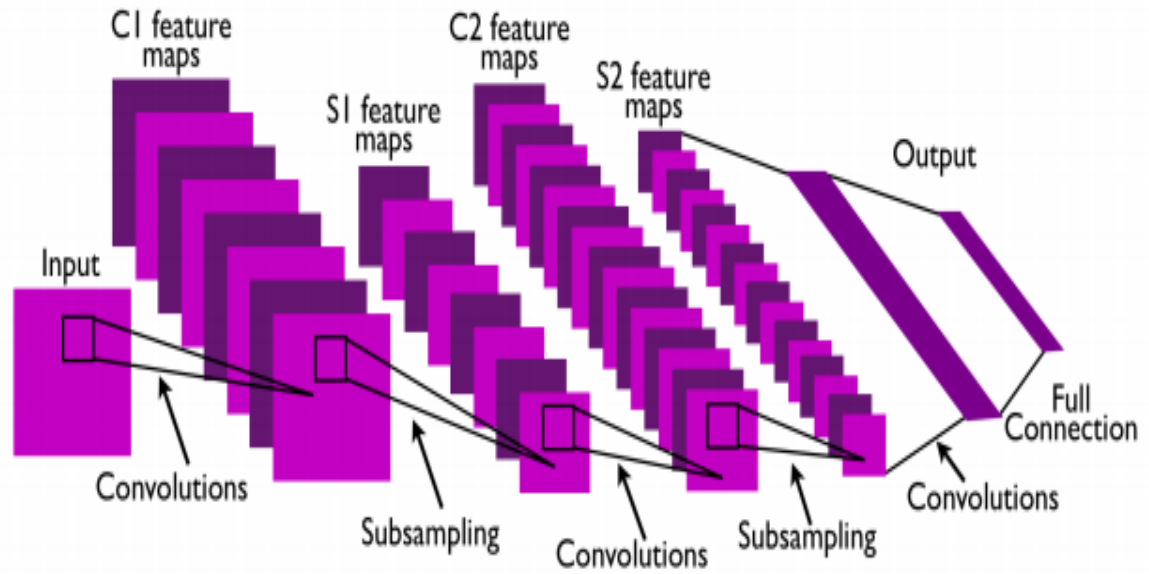 C1 feature
maps
C2 feature
maps
S2 feature
maps
S1 feature
maps
Output
Input
Full
Connection
Convolutions
Subsampling
Convolutions
Subsampling
Convolutions